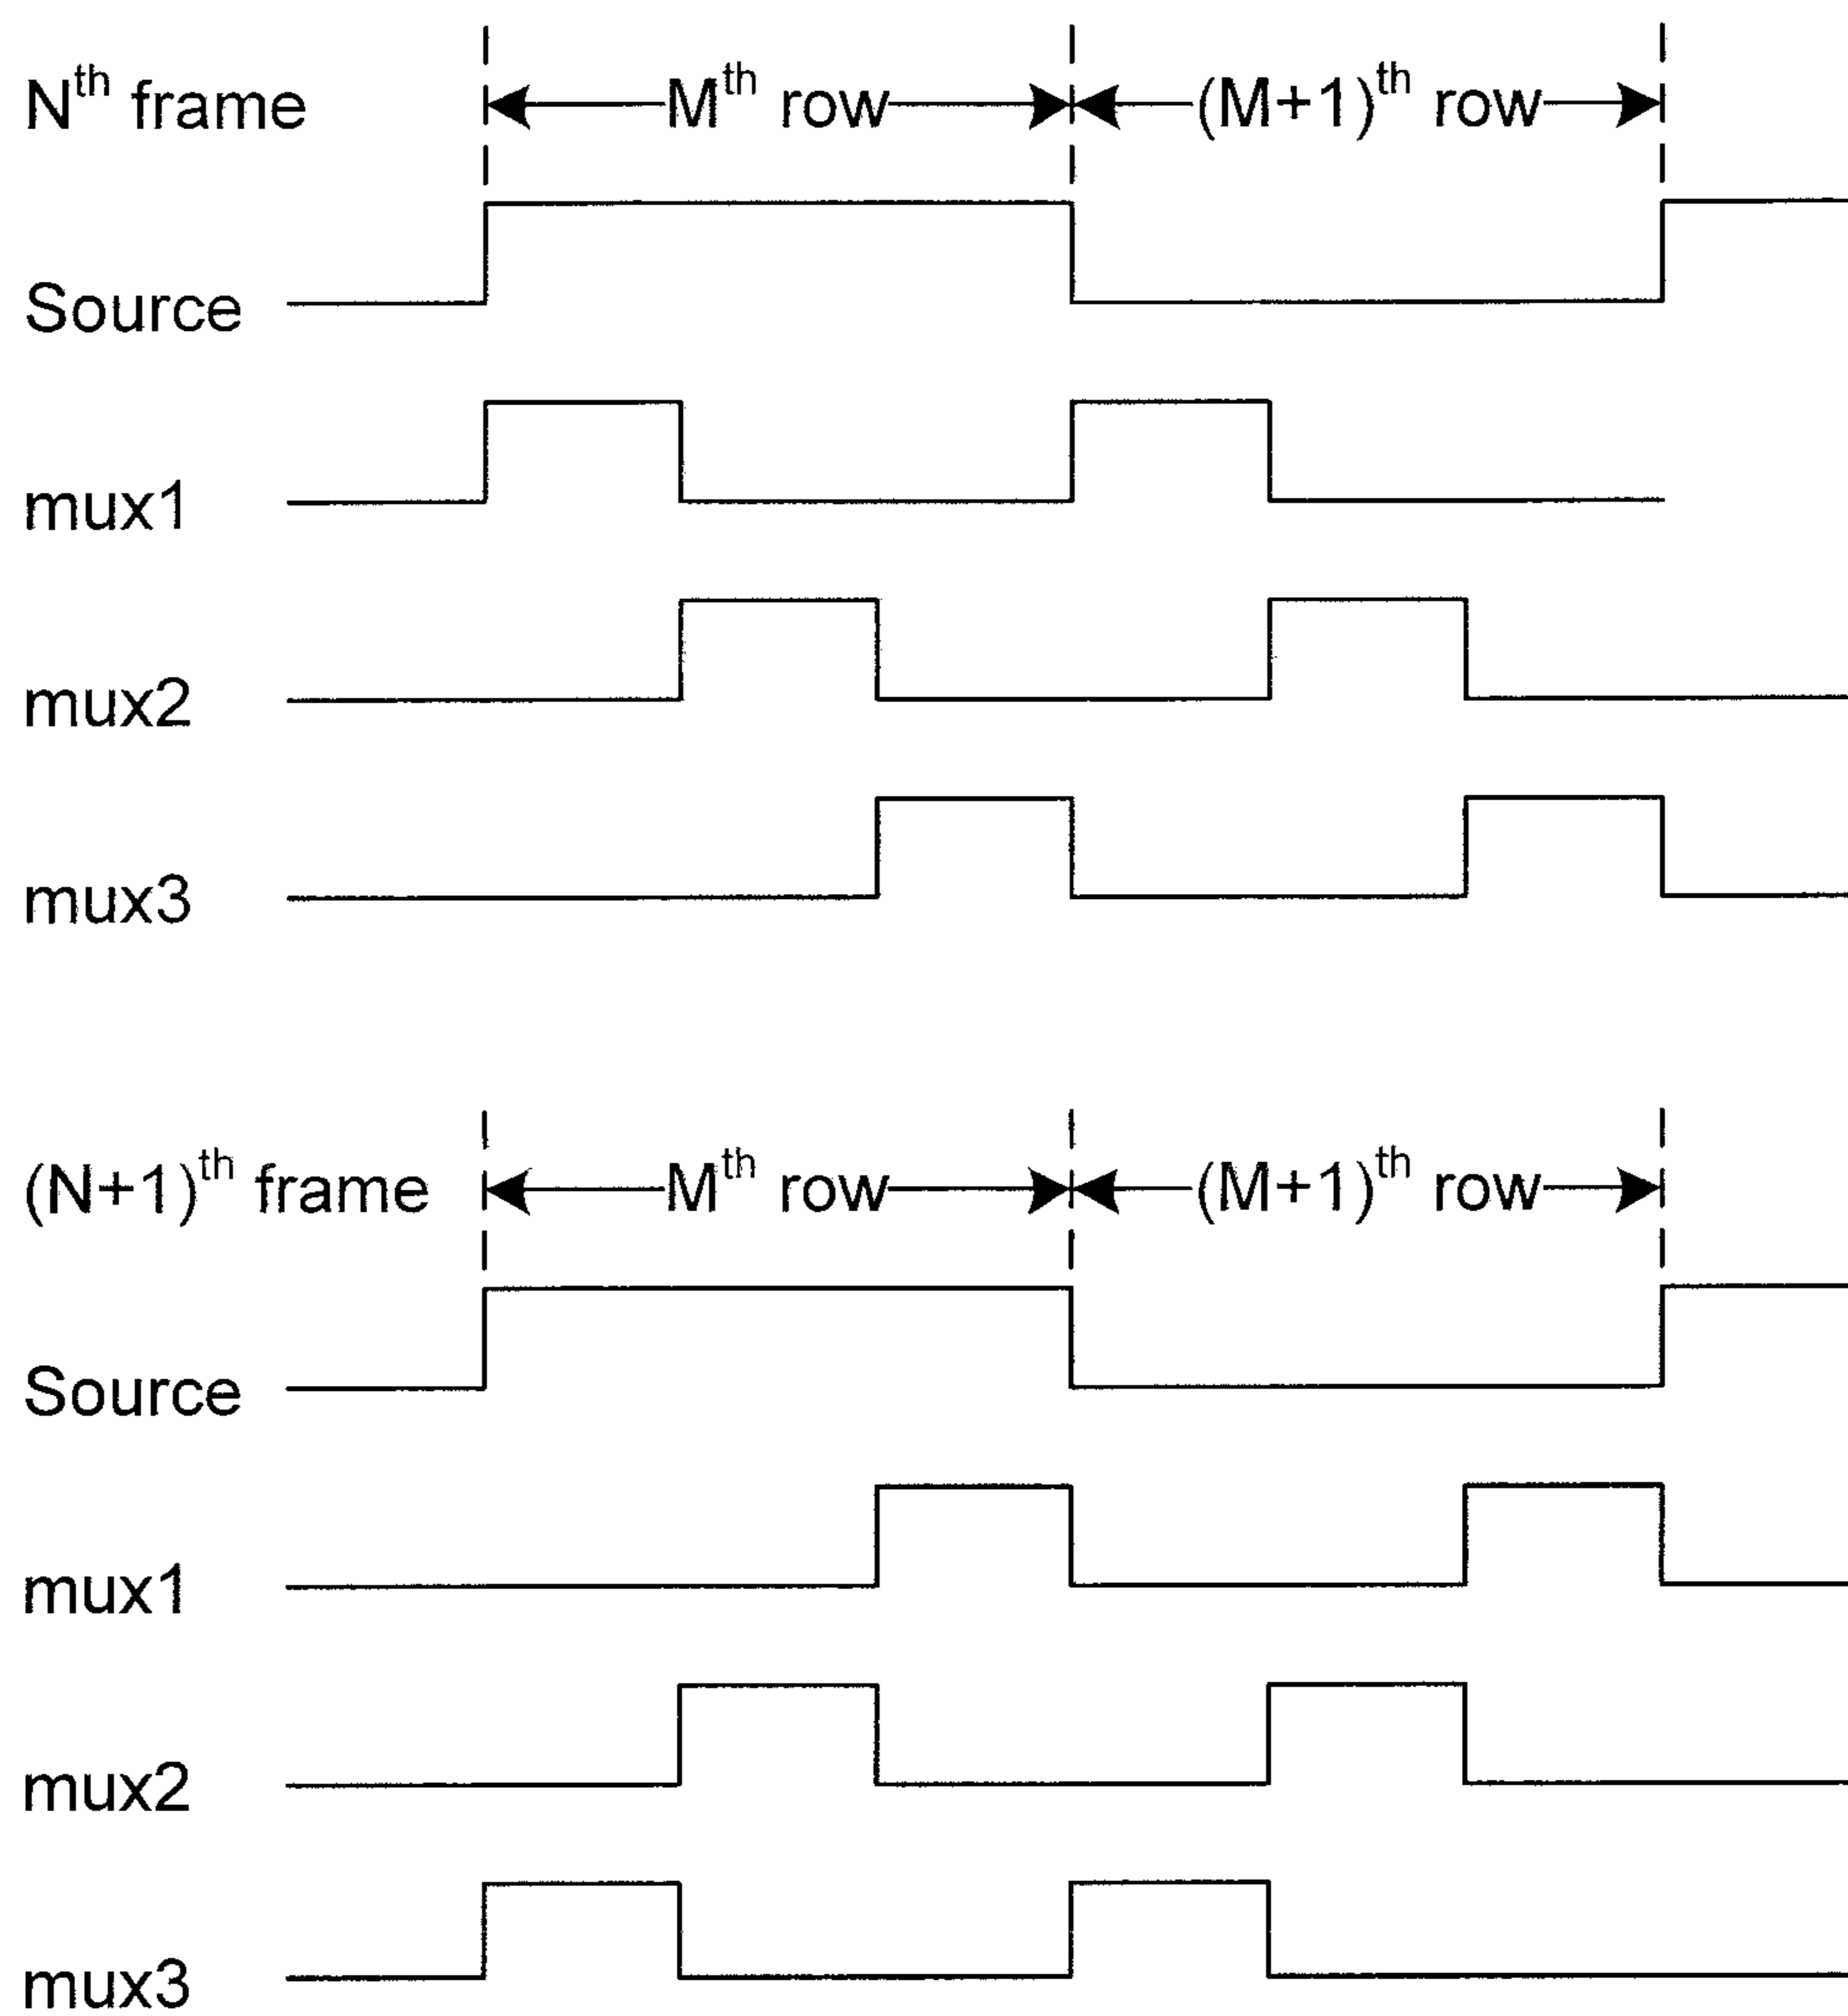 Nth frame Mth row (M+1)th row
Source
mux1
mux2
mux3
(N+1)th frame Mth row (M+1)th row
Source
mux1
mux2
mux3